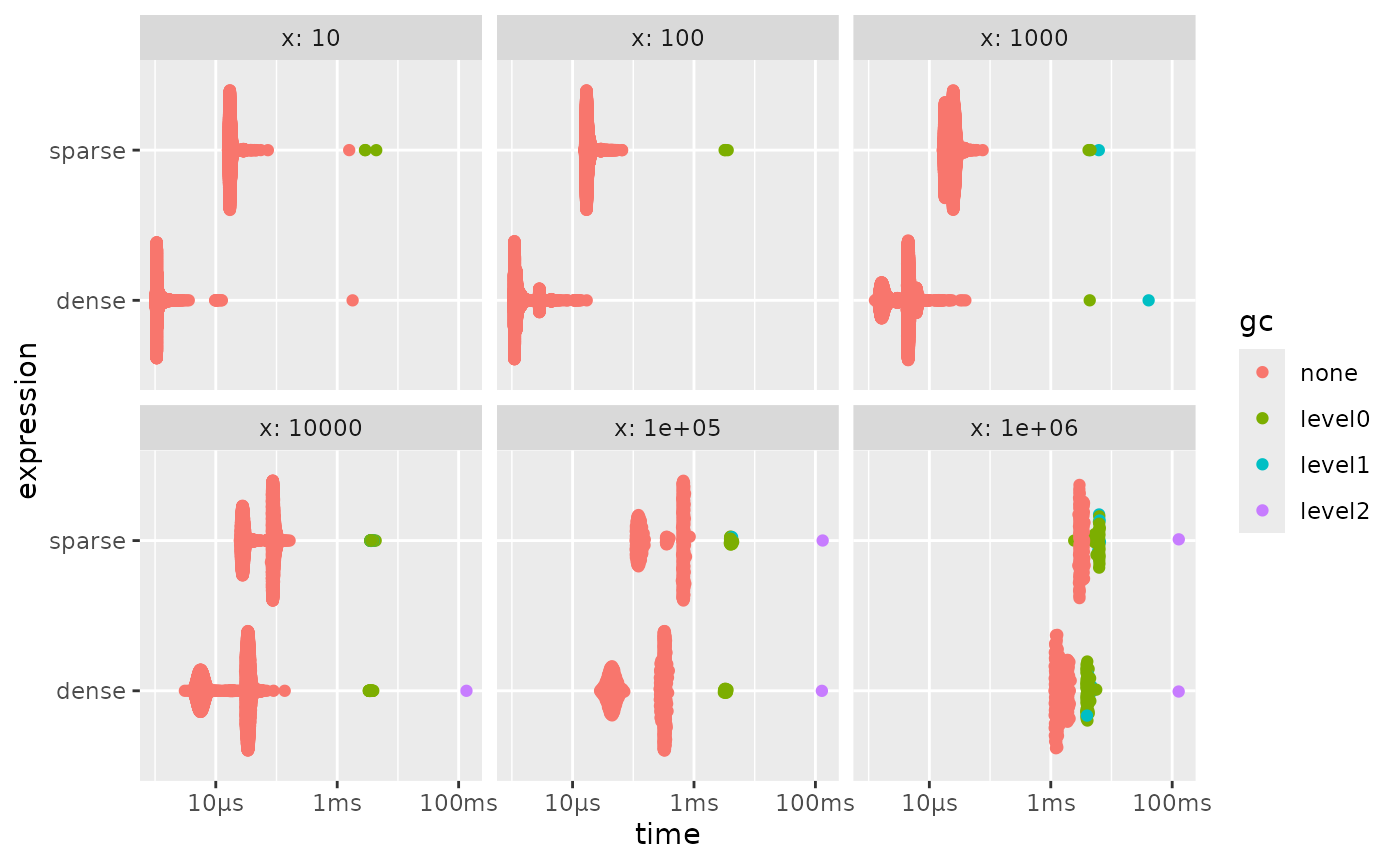 x: 10
x: 100
x: 1000
sparse
dense
x: 10000
x: 1e+05
x: 1e+06
sparse
dense
10µs
1ms
100ms
10µs
1ms
100ms
10µs
1ms
100ms
time
expression
gc
none
level0
level1
level2